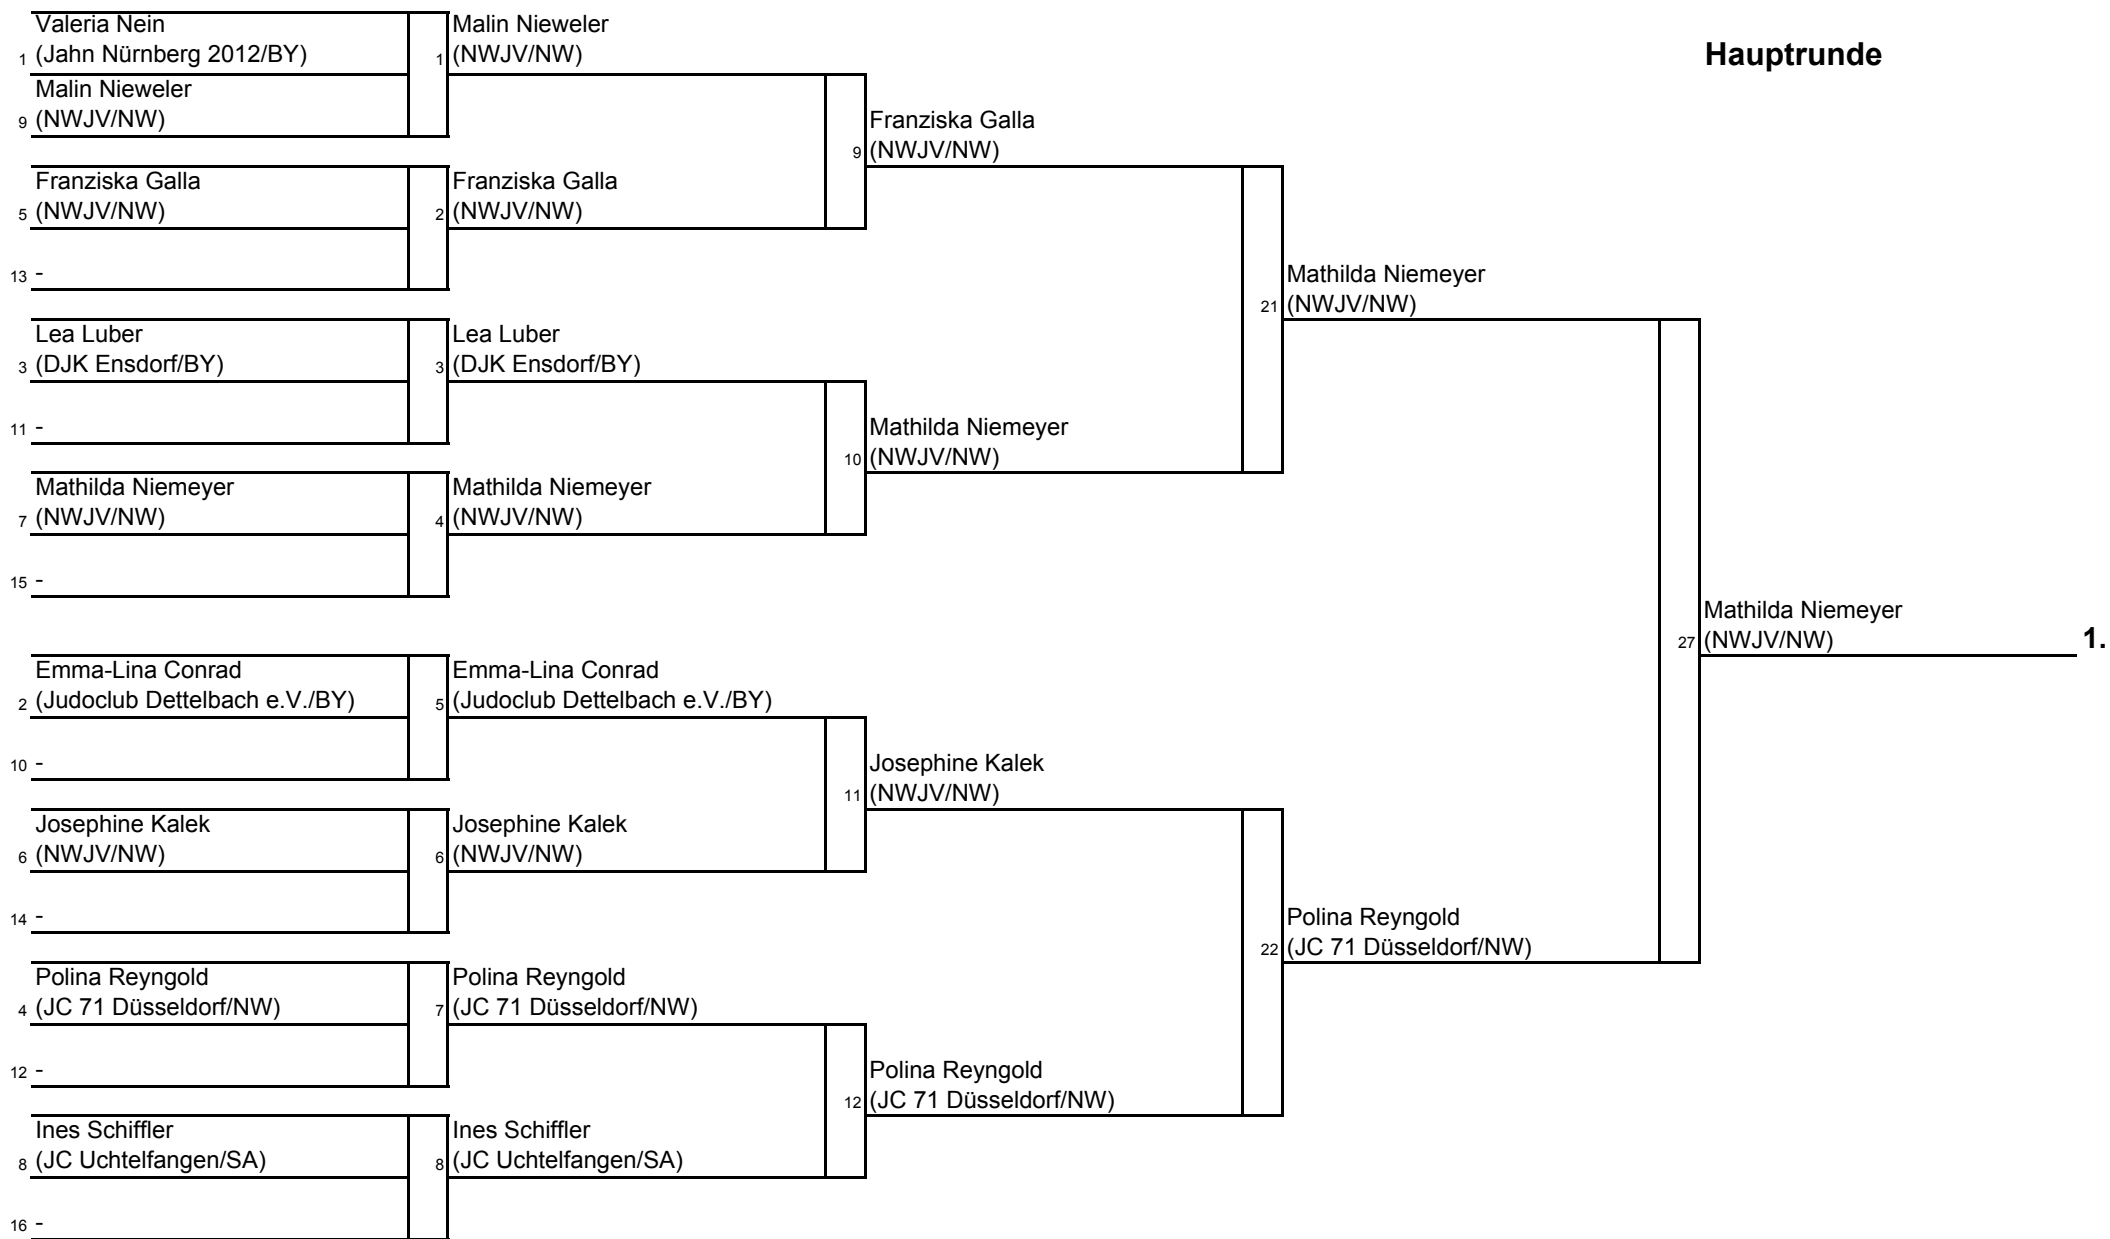 Hauptrunde
Valeria Nein
1 (Jahn Nürnberg 2012/BY)
Malin Nieweler
9 (NWJV/NW)
Franziska Galla
5 (NWJV/NW)
13 -
Lea Luber
3 (DJK Ensdorf/BY)
11 -
Mathilda Niemeyer
7 (NWJV/NW)
15 -
Emma-Lina Conrad
2 (Judoclub Dettelbach e.V./BY)
10 -
Josephine Kalek
6 (NWJV/NW)
14 -
Polina Reyngold
4 (JC 71 Düsseldorf/NW)
12 -
Ines Schiffler
8 (JC Uchtelfangen/SA)
16 -
Malin Nieweler
1 (NWJV/NW)
Franziska Galla
2 (NWJV/NW)
Lea Luber
3 (DJK Ensdorf/BY)
Mathilda Niemeyer
4 (NWJV/NW)
Emma-Lina Conrad
5 (Judoclub Dettelbach e.V./BY)
Josephine Kalek
6 (NWJV/NW)
Polina Reyngold
7 (JC 71 Düsseldorf/NW)
Ines Schiffler
8 (JC Uchtelfangen/SA)
Franziska Galla
9 (NWJV/NW)
Mathilda Niemeyer
10 (NWJV/NW)
Josephine Kalek
11 (NWJV/NW)
Polina Reyngold
12 (JC 71 Düsseldorf/NW)
Mathilda Niemeyer
21 (NWJV/NW)
Polina Reyngold
22 (JC 71 Düsseldorf/NW)
Mathilda Niemeyer
27 (NWJV/NW) 1.